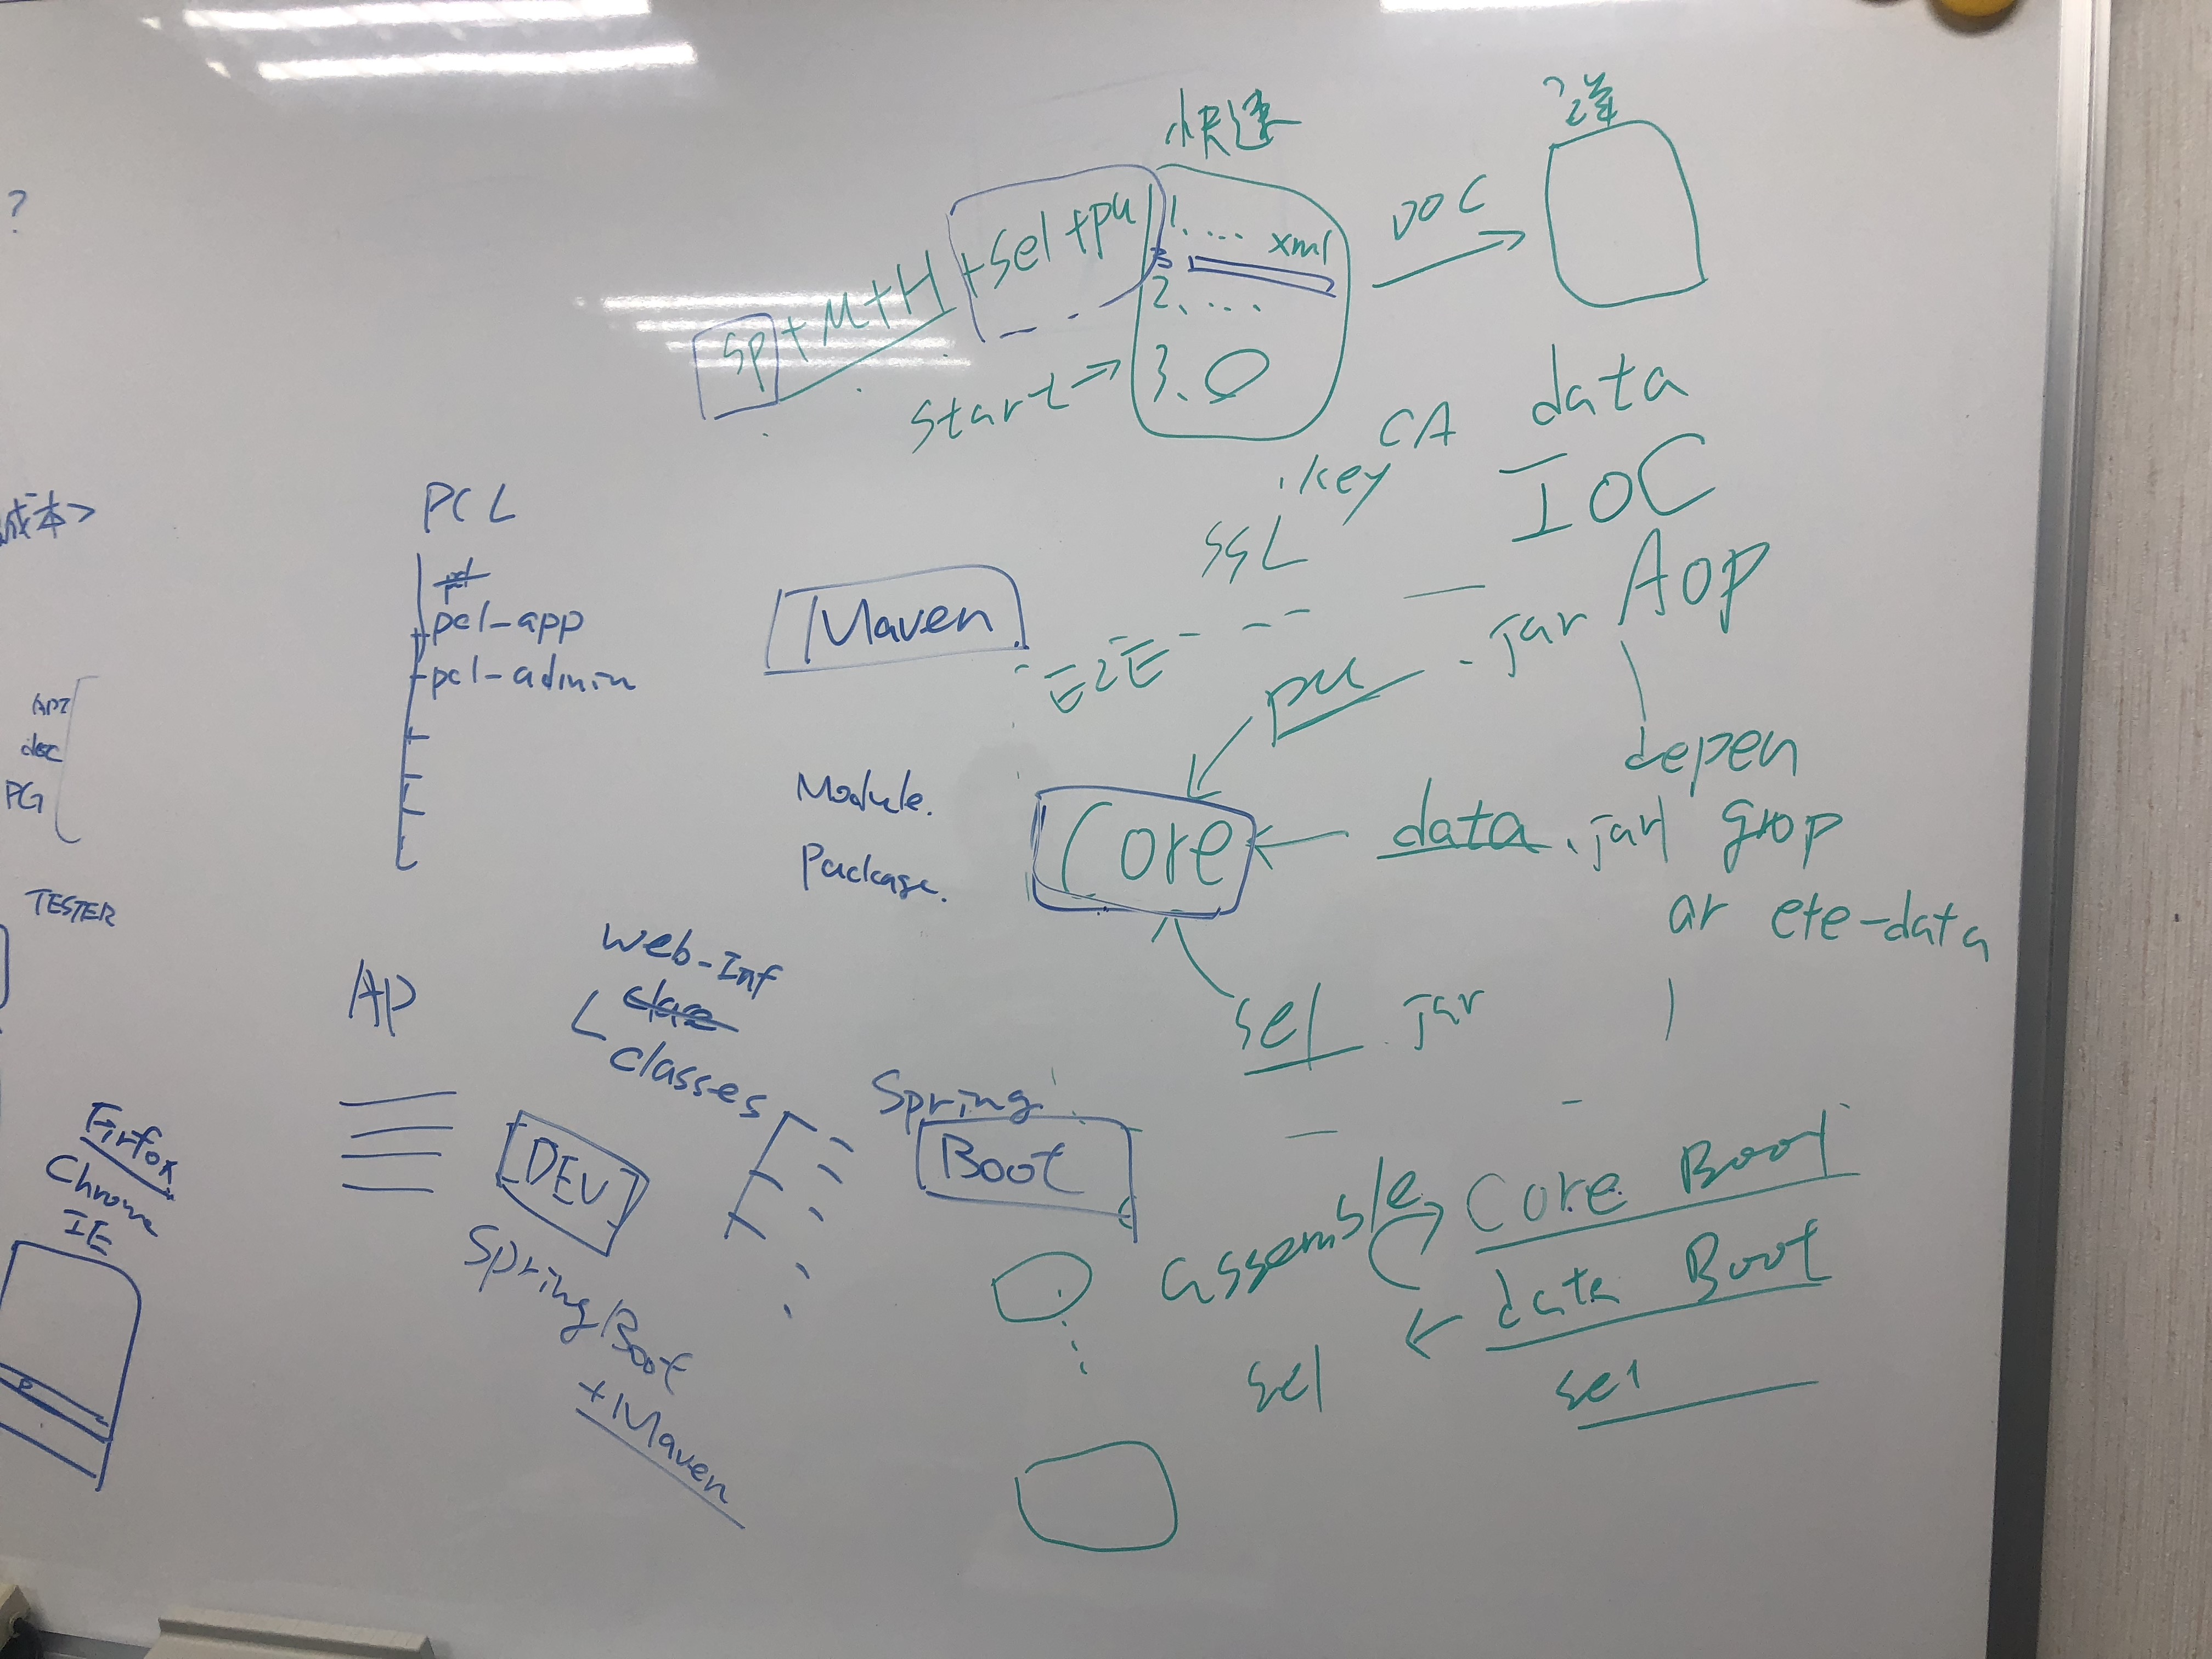 快速
sp+M+H+sel+pu
1. .... xml
3
2. ....
3.
start→
DOC
?
data
CA
.key
IoC
SSL
AOP
成本>
PCL
pcl-app
pcl-admin
Maven
E2E
pu .jar
depen
API
doc
PG
Module.
Package.
Core
data.jar
grop
ar ete-data
sel jar
TESTER
AP
Web-Inf
classes
Spring
Boot
Firfox
Chrome
IE
DEV
Spring Boot
+Maven
assemble
Core Boot
data Boot
sel
sel